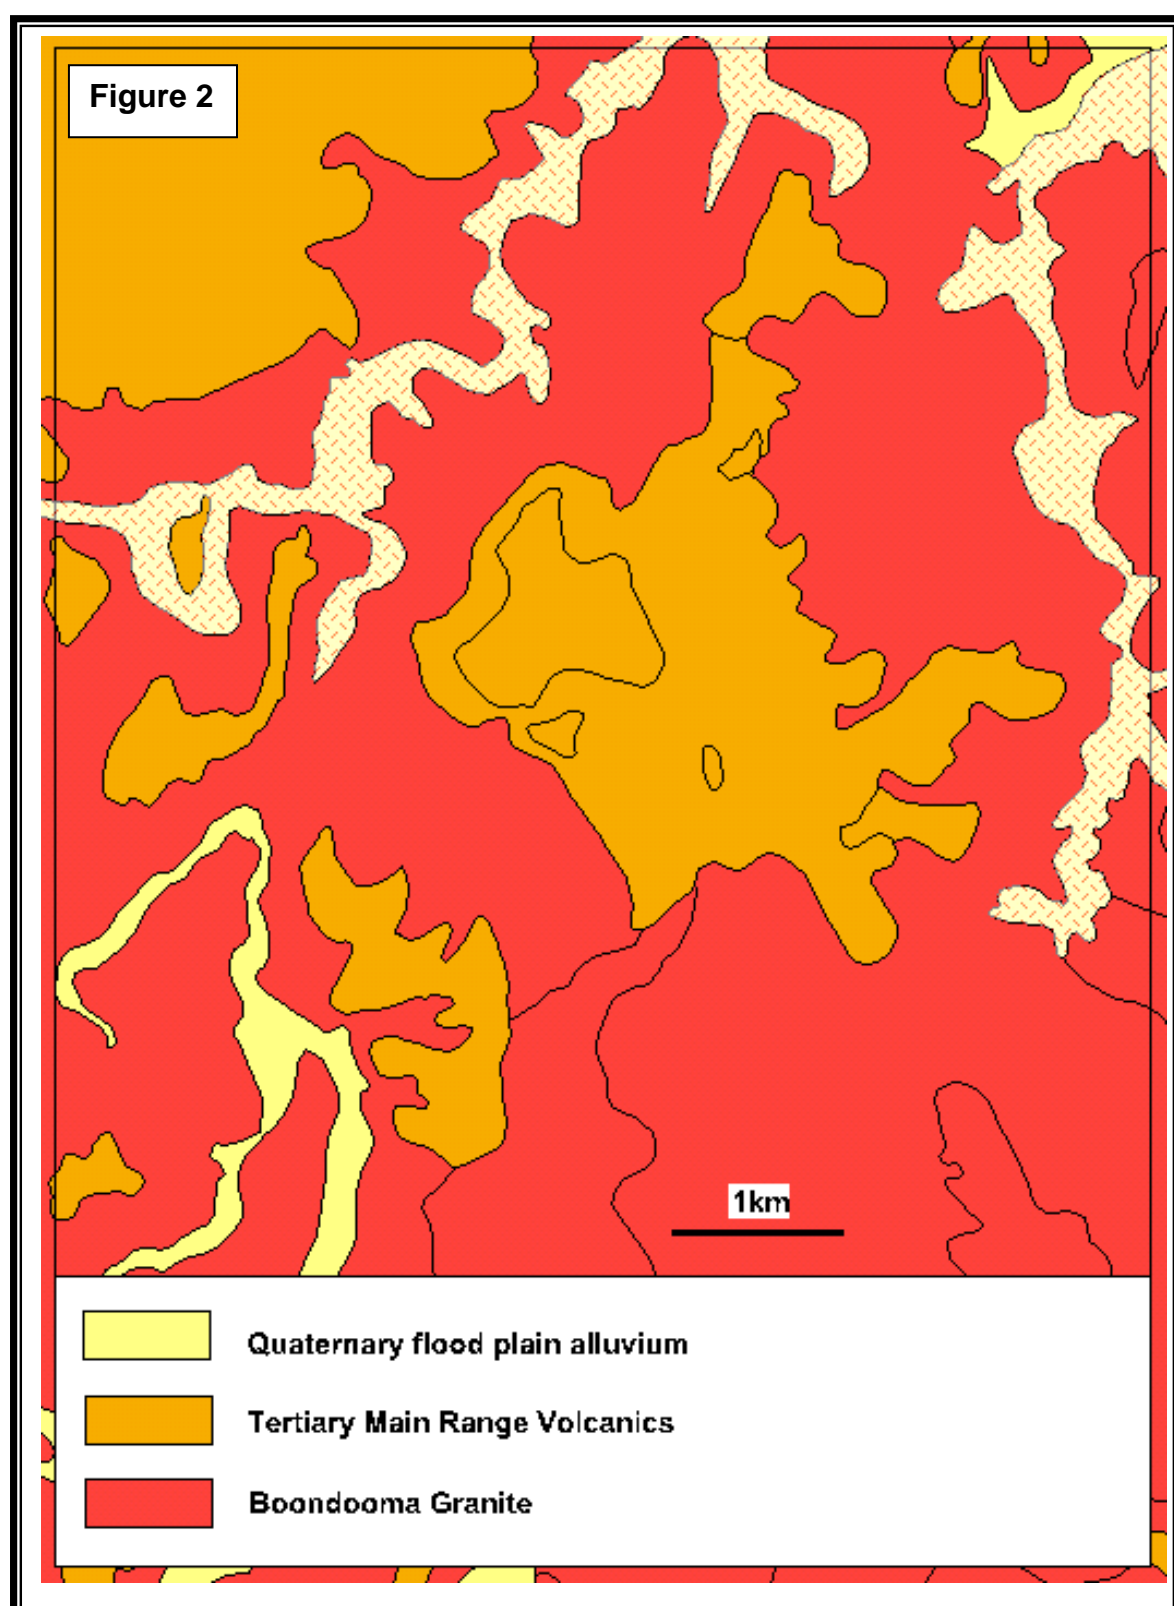 Figure 2
1km
Quaternary flood plain alluvium
Tertiary Main Range Volcanics
Boondooma Granite